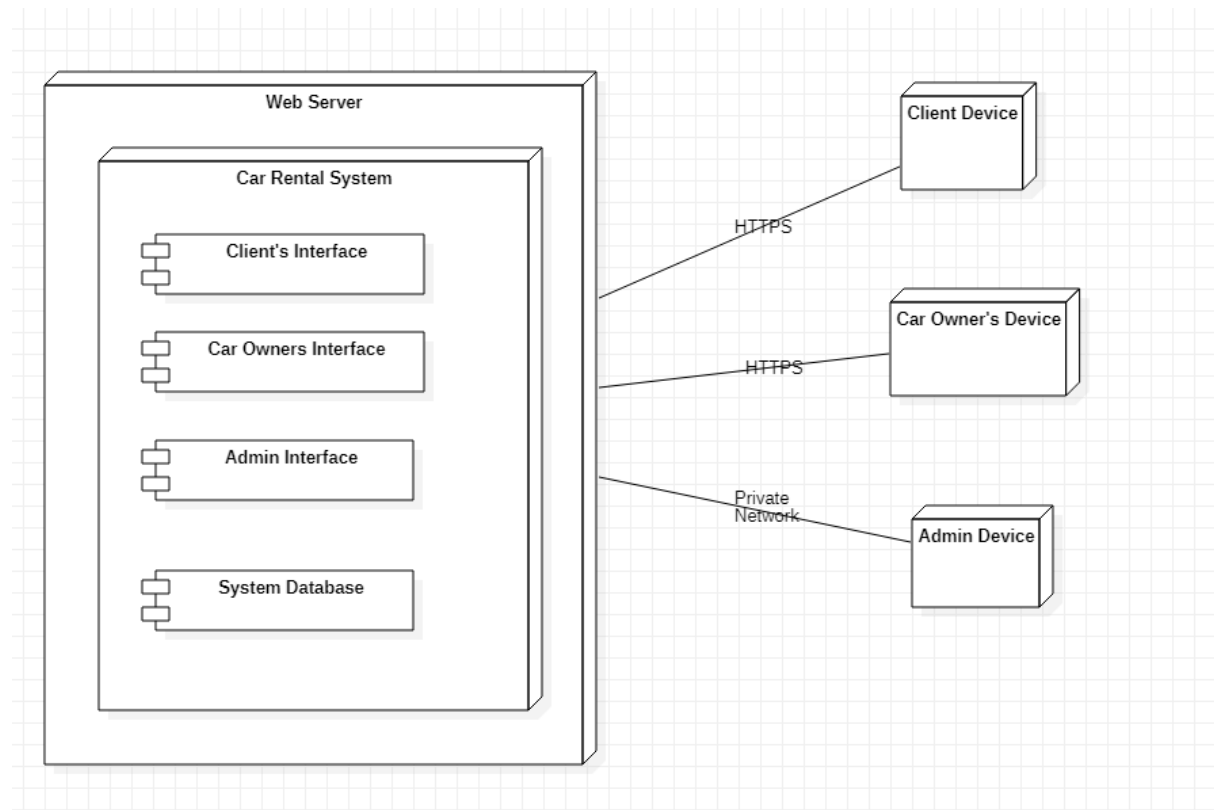 Web Server
Car Rental System
Client's Interface
Car Owners Interface
Admin Interface
System Database
HTTPS
HTTPS
Private
Network
Client Device
Car Owner's Device
Admin Device